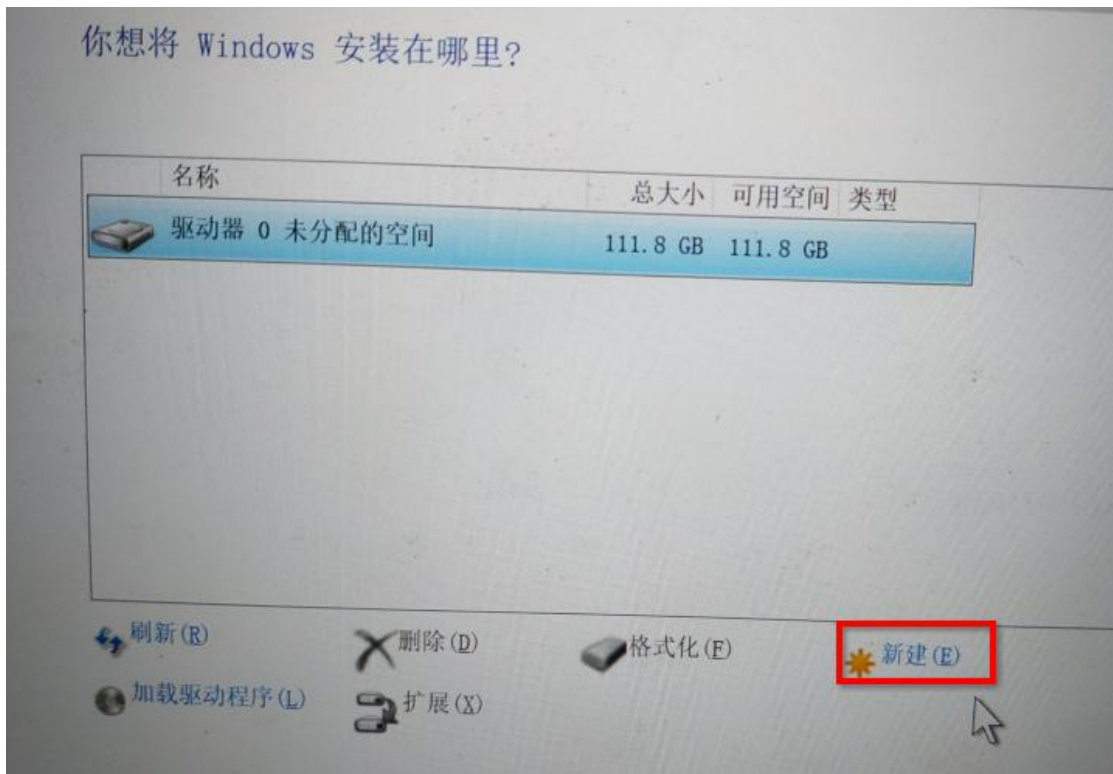 你想将 Windows 安装在哪里?
名称 总大小 可用空间 类型
驱动器 0 未分配的空间 111.8 GB 111.8 GB
刷新(R) 删除(D) 格式化(F) 新建(E)
加载驱动程序(L) 扩展(X)